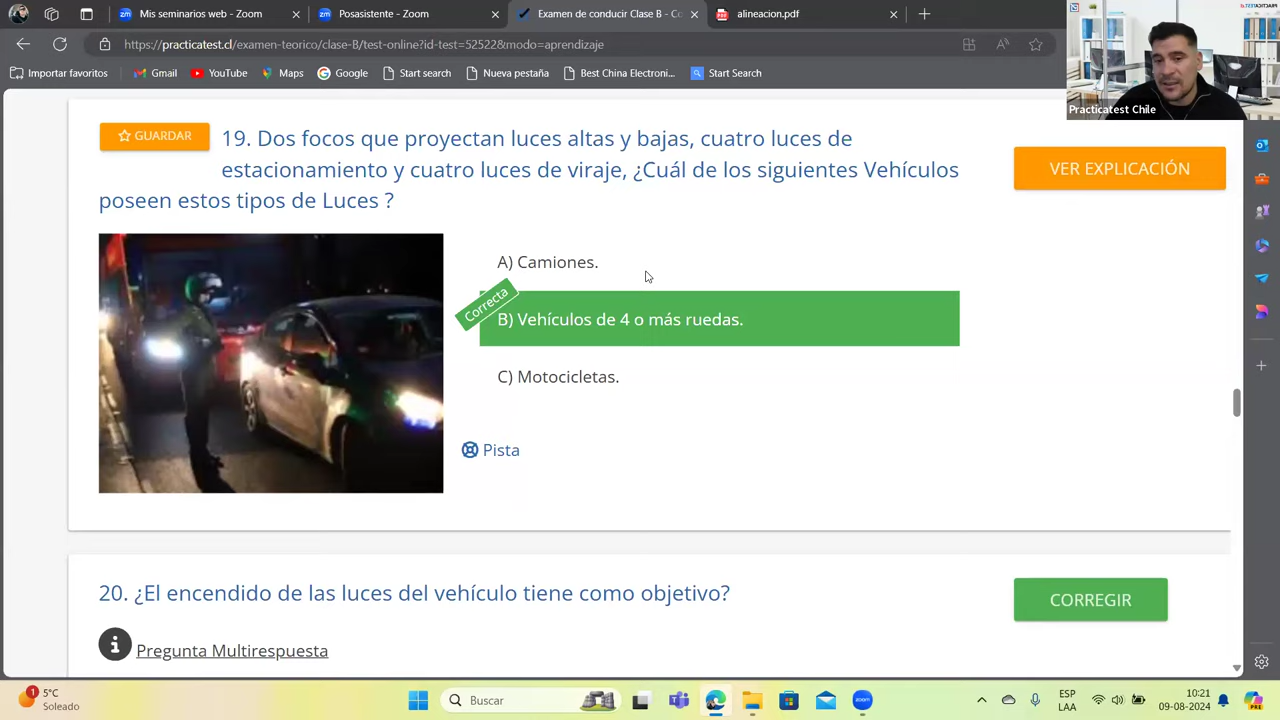 Mis seminarios web - Zoom
Posasistente - Zoom
Examen de conducir Clase B - Co
alineacion.pdf
https://practicatest.cl/examen-teorico/clase-B/test-online?id-test=52522&modo=aprendizaje
Importar favoritos
Gmail
YouTube
Maps
Google
Start search
Nueva pestaña
Best China Electroni...
Start Search
Practicatest Chile
GUARDAR
19. Dos focos que proyectan luces altas y bajas, cuatro luces de
estacionamiento y cuatro luces de viraje, ¿Cuál de los siguientes Vehículos
poseen estos tipos de Luces ?
VER EXPLICACIÓN
A) Camiones.
Correcta
B) Vehículos de 4 o más ruedas.
C) Motocicletas.
Pista
20. ¿El encendido de las luces del vehículo tiene como objetivo?
CORREGIR
Pregunta Multirespuesta
1
5°C
Soleado
Buscar
zoom
ESP
LAA
10:21
09-08-2024
PRE